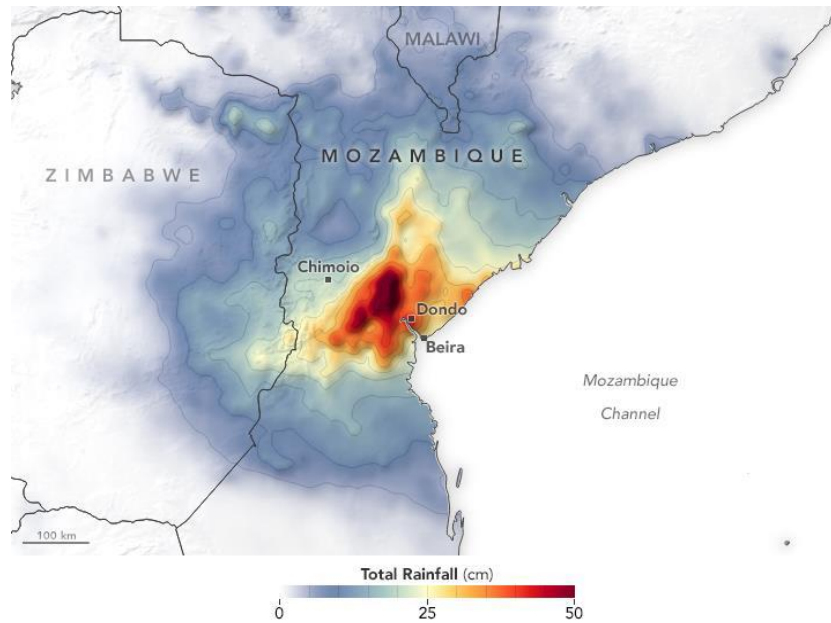 MALAWI
MOZAMBIQUE
ZIMBABWE
Chimoio
Dondo
Beira
Mozambique
Channel
100 km
Total Rainfall (cm)
0 25 50